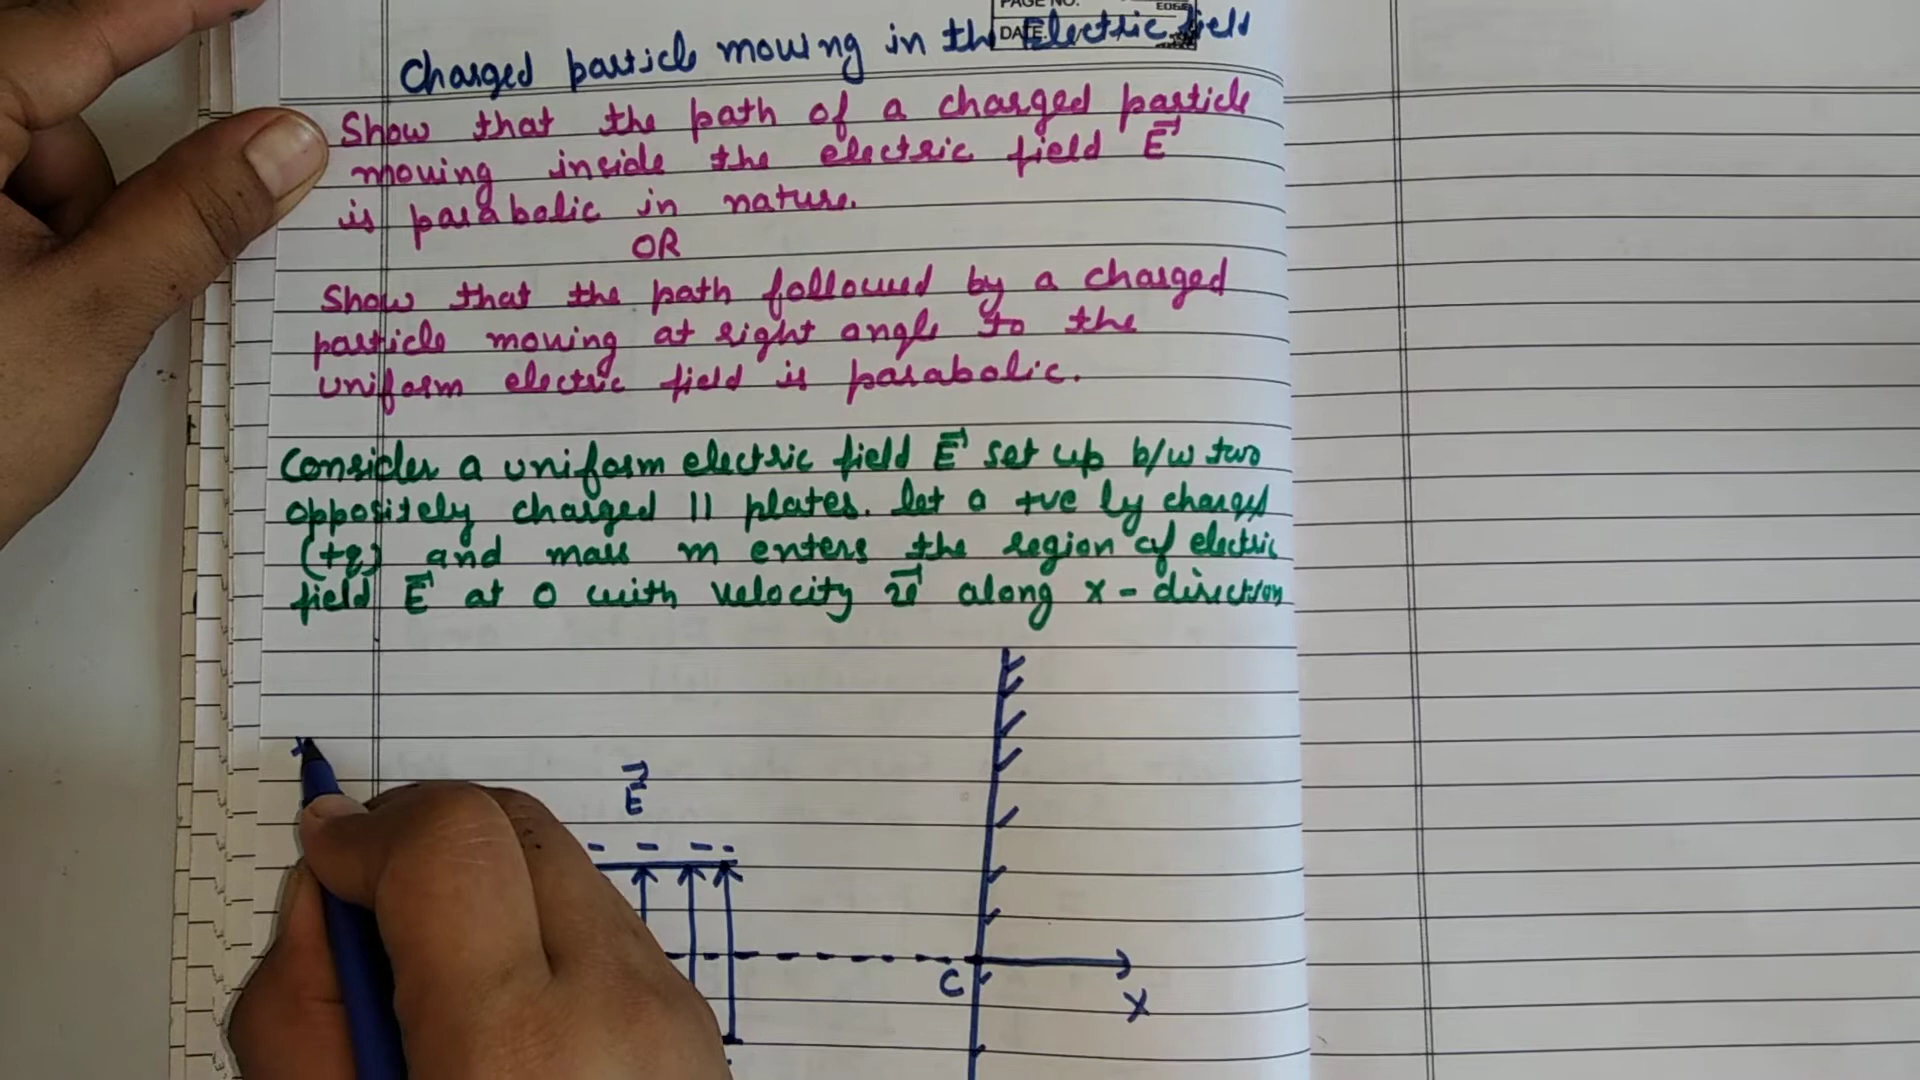 PAGE NO.
DATE.
Charged particle moving in the Electric field
Show that the path of a charged particle
moving inside the electric field E⃗
is parabolic in nature.
OR
Show that the path followed by a charged
particle moving at right angle to the
uniform electric field is parabolic.
Consider a uniform electric field E⃗ set up b/w two
oppositely charged || plates. let a +ve ly charged
(+q) and mass m enters the region of electric
field E⃗ at O with velocity v⃗ along x - direction
E⃗
- - - -
C
X